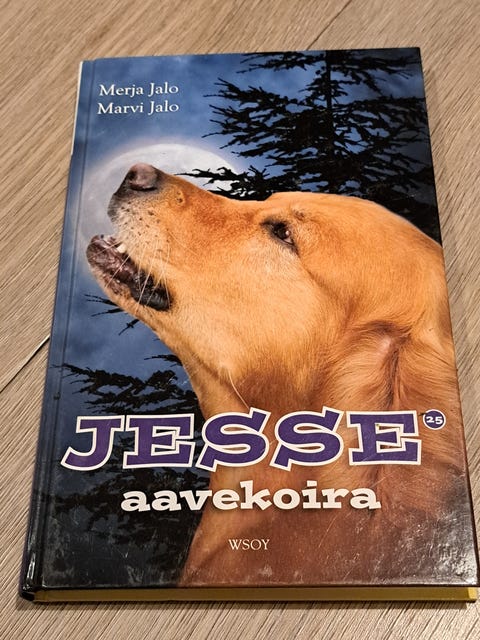 Merja Jalo
Marvi Jalo
JESSE 25
aavekoira
WSOY